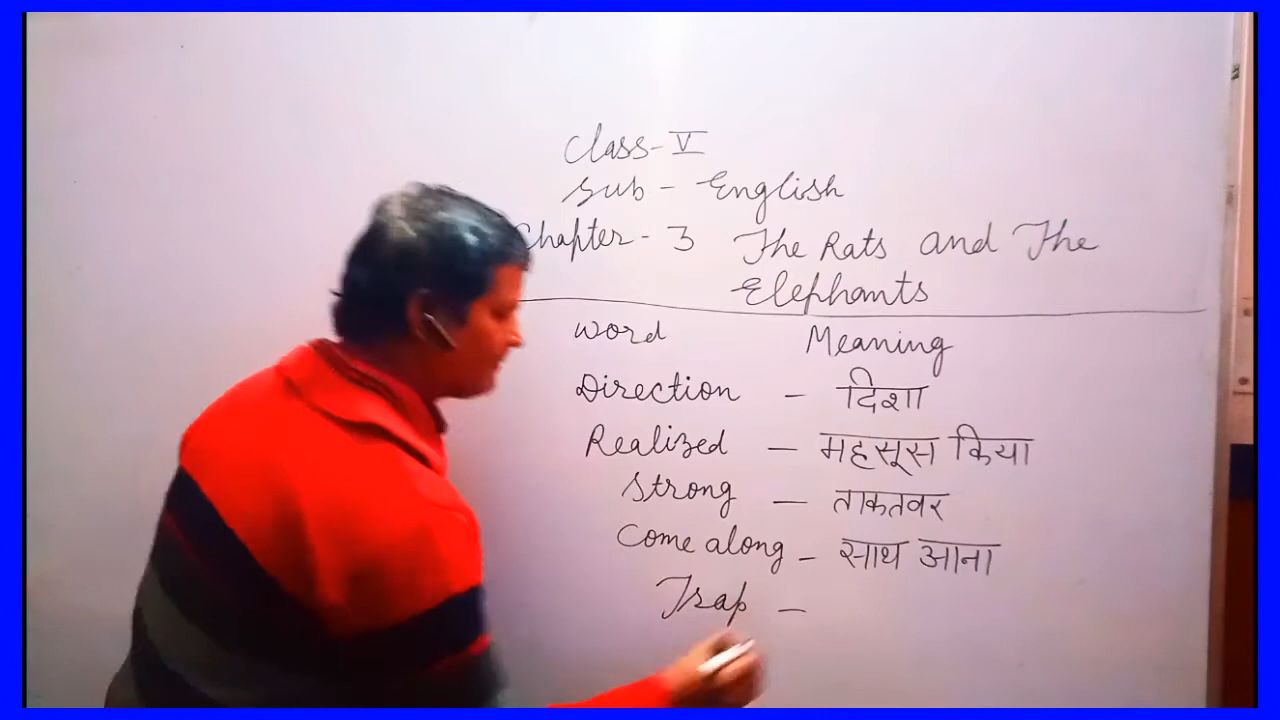 Class - V
Sub - English
Chapter - 3 The Rats and The
Elephants
Word Meaning
Direction - दिशा
Realized - महसूस किया
Strong - ताकतवर
Come along - साथ आना
Trap -